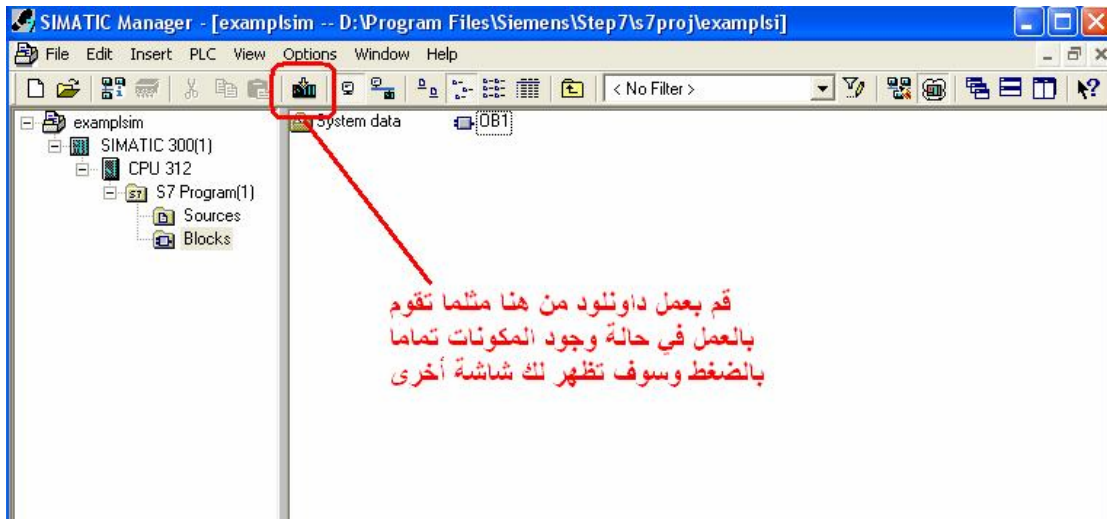 SIMATIC Manager - [examplsim -- D:\Program Files\Siemens\Step7\s7proj\examplsi]
File Edit Insert PLC View Options Window Help
< No Filter >
examplsim
SIMATIC 300(1)
CPU 312
S7 Program(1)
Sources
Blocks
System data
OB1
قم بعمل داونلود من هنا مثلما تقوم
بالعمل في حالة وجود المكونات تماما
بالضغط وسوف تظهر لك شاشة أخرى